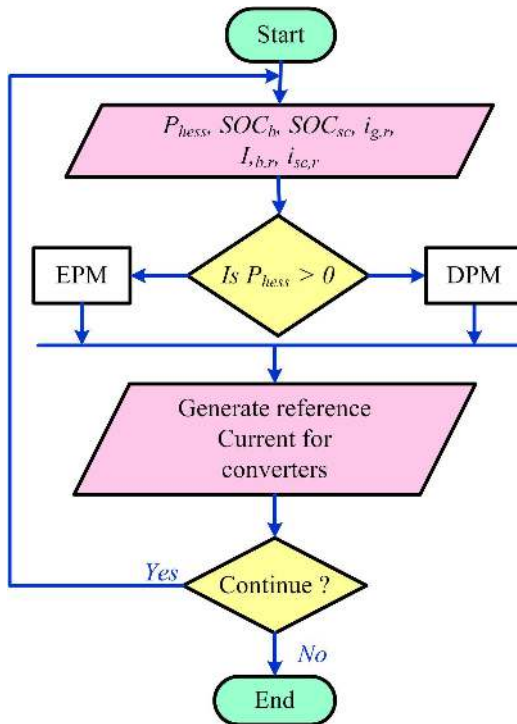 Start
P_hess, SOC_b, SOC_sc, i_g,r,
I,_b,r, i_sc,r
Is P_hess > 0
EPM
DPM
Generate reference
Current for
converters
Continue ?
Yes
No
End